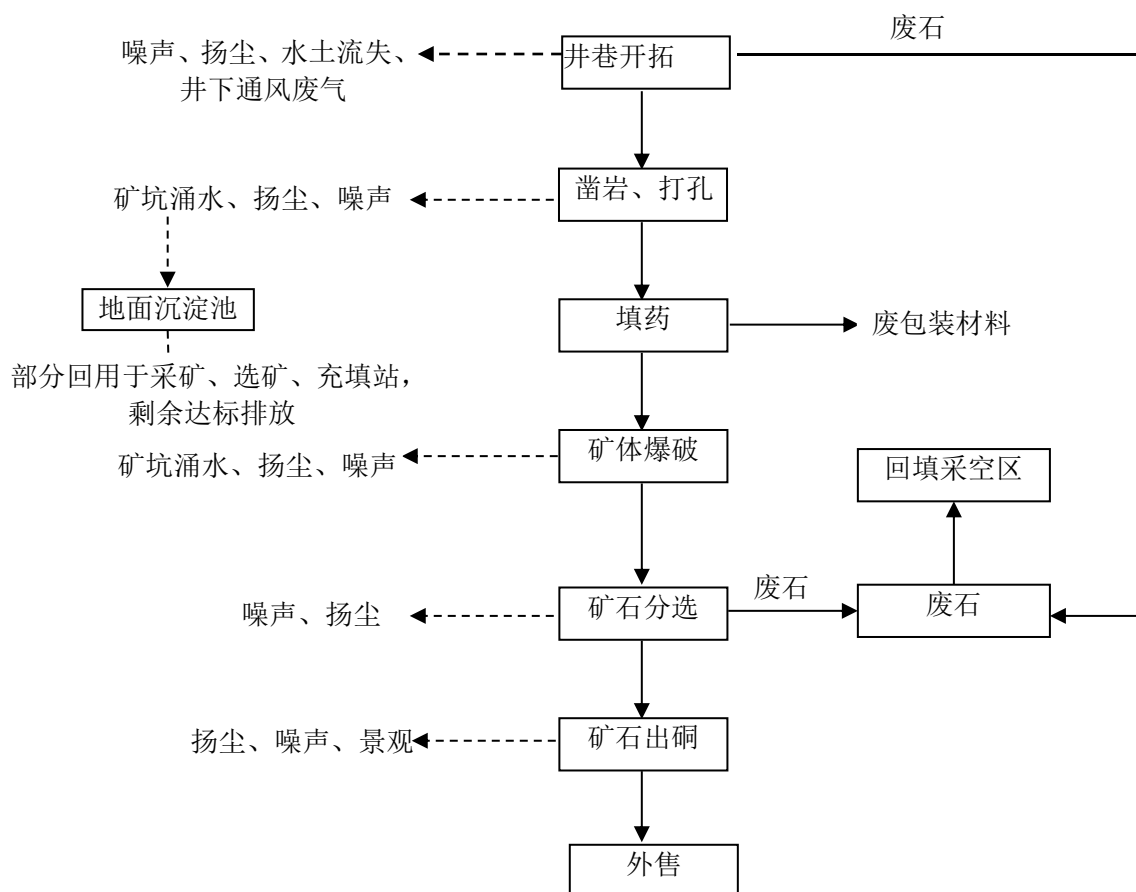 废石
噪声、扬尘、水土流失、
井下通风废气
井巷开拓
矿坑涌水、扬尘、噪声
凿岩、打孔
地面沉淀池
填药
废包装材料
部分回用于采矿、选矿、充填站，
剩余达标排放
矿坑涌水、扬尘、噪声
矿体爆破
回填采空区
噪声、扬尘
矿石分选
废石
废石
扬尘、噪声、景观
矿石出硐
外售